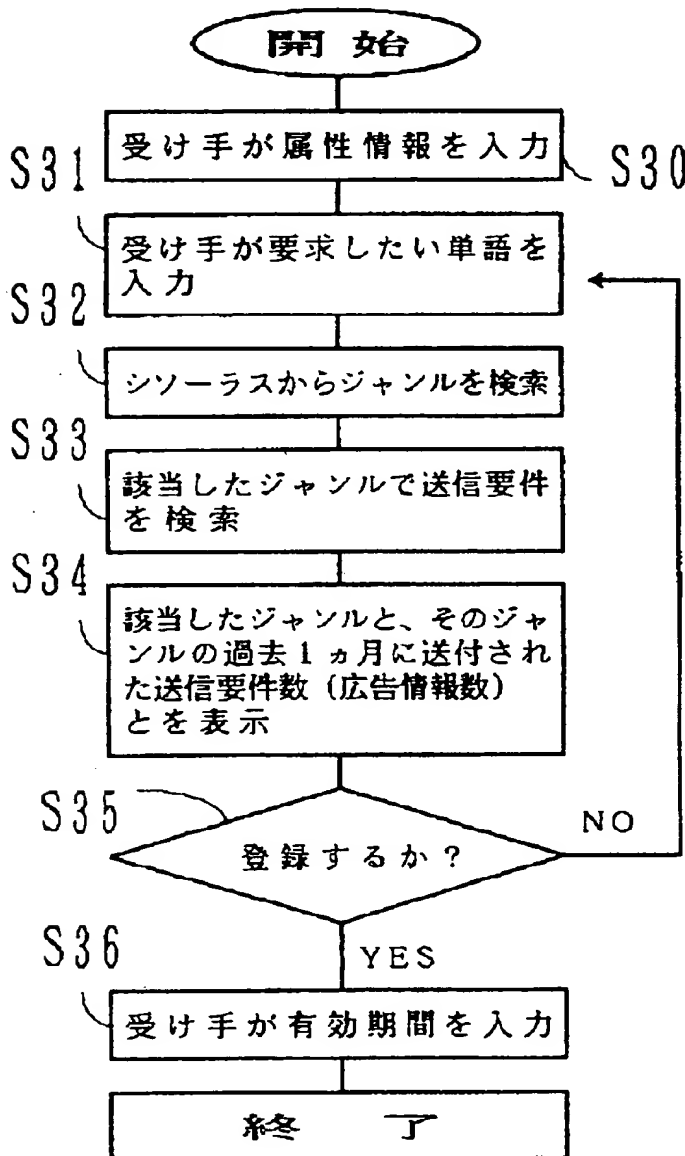 開始
受け手が属性情報を入力
S30
S31
受け手が要求したい単語を
入力
S32
シソーラスからジャンルを検索
S33
該当したジャンルで送信要件
を検索
S34
該当したジャンルと、そのジャ
ンルの過去1ヵ月に送付され
た送信要件数(広告情報数)
とを表示
S35
登録するか?
NO
YES
S36
受け手が有効期間を入力
終了